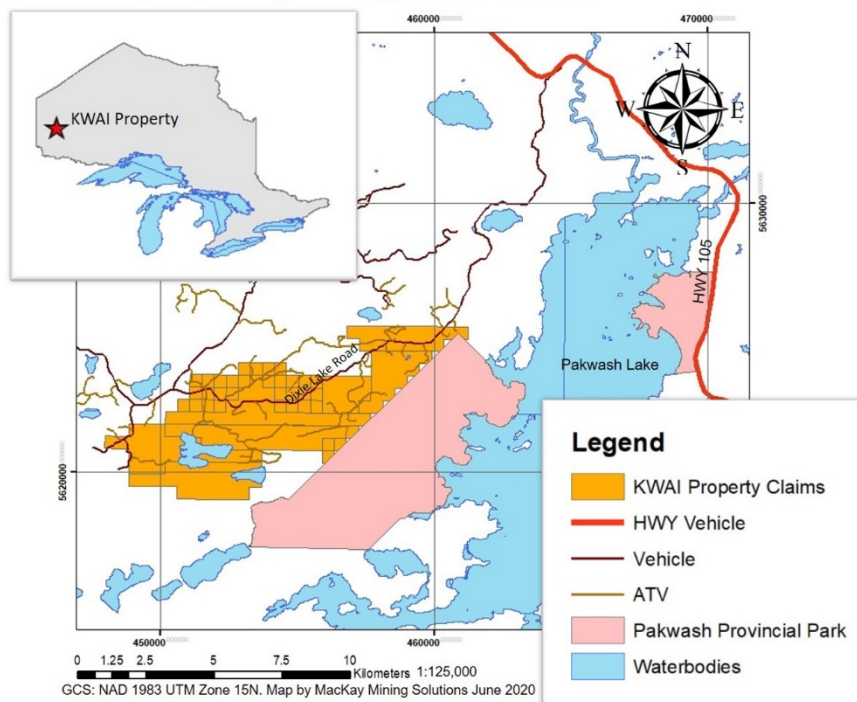 460000
470000
KWAI Property
N
W
E
S
5630000
5630000
HWY 105
Pakwash Lake
Dixie Lake Road
5620000
Legend
KWAI Property Claims
HWY Vehicle
Vehicle
ATV
Pakwash Provincial Park
Waterbodies
450000
460000
0 1.25 2.5 5 7.5 10
Kilometers 1:125,000
GCS: NAD 1983 UTM Zone 15N. Map by MacKay Mining Solutions June 2020